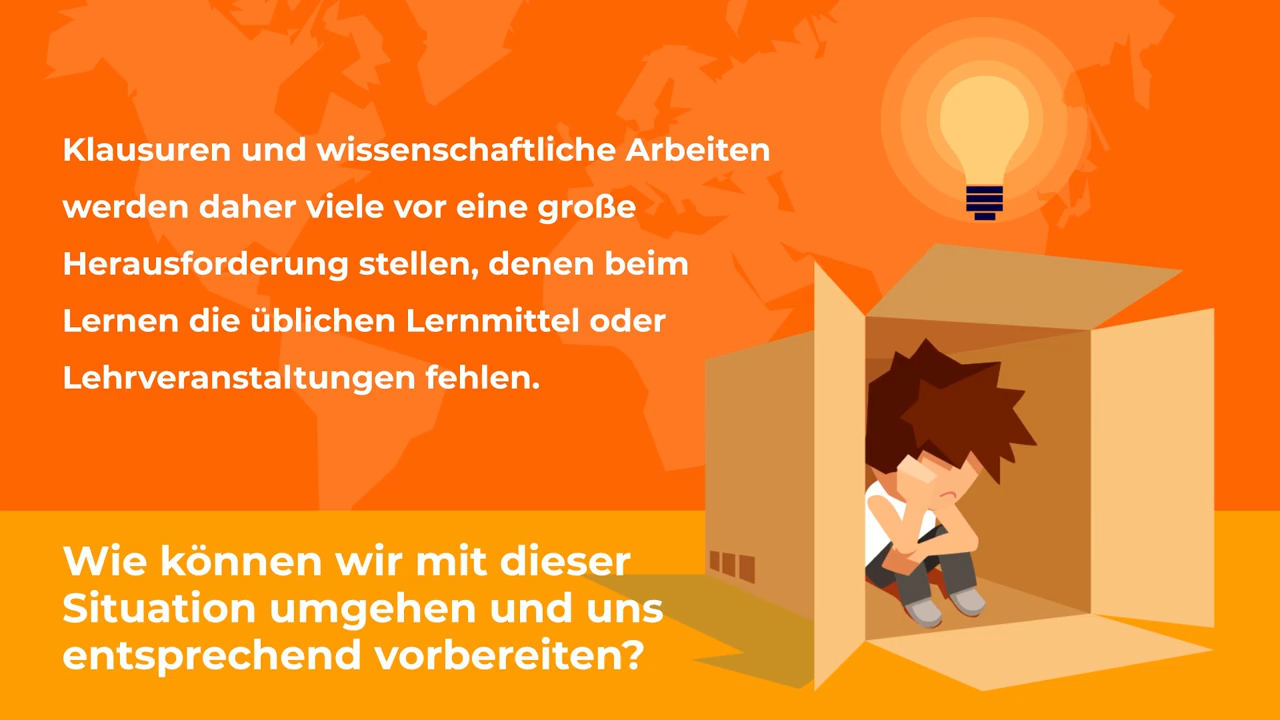 Klausuren und wissenschaftliche Arbeiten
werden daher viele vor eine große
Herausforderung stellen, denen beim
Lernen die üblichen Lernmittel oder
Lehrveranstaltungen fehlen.
Wie können wir mit dieser
Situation umgehen und uns
entsprechend vorbereiten?